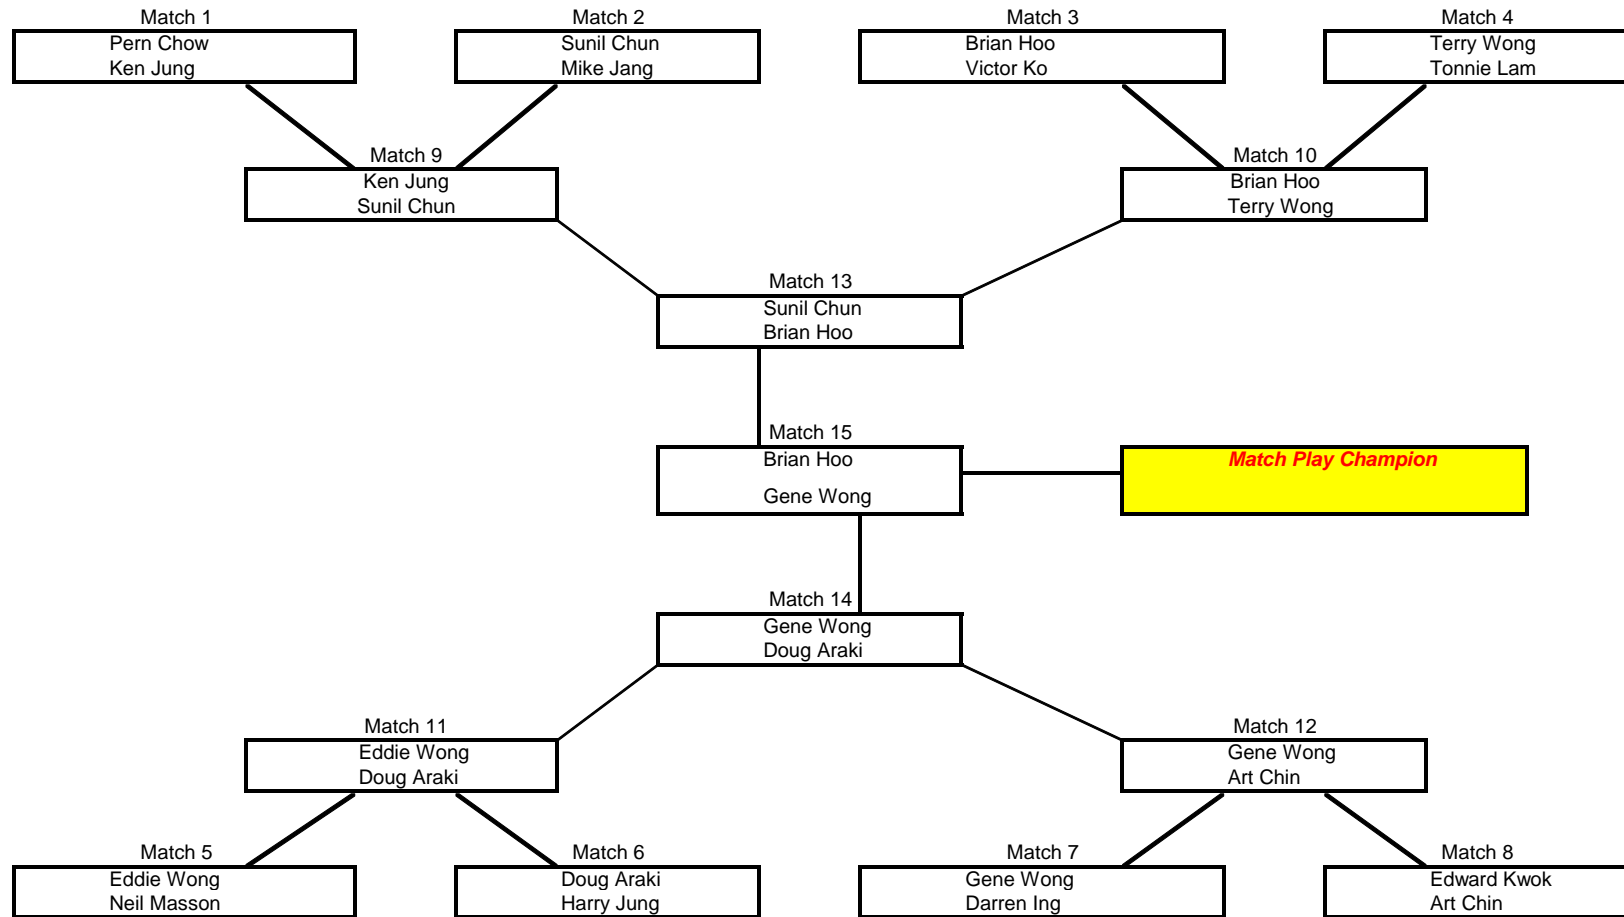 Match 1
Match 2
Match 3
Match 4
Pern Chow
Ken Jung
Sunil Chun
Mike Jang
Brian Hoo
Victor Ko
Terry Wong
Tonnie Lam
Match 9
Match 10
Ken Jung
Sunil Chun
Brian Hoo
Terry Wong
Match 13
Sunil Chun
Brian Hoo
Match 15
Brian Hoo
Gene Wong
Match Play Champion
Match 14
Gene Wong
Doug Araki
Match 11
Match 12
Eddie Wong
Doug Araki
Gene Wong
Art Chin
Match 5
Match 6
Match 7
Match 8
Eddie Wong
Neil Masson
Doug Araki
Harry Jung
Gene Wong
Darren Ing
Edward Kwok
Art Chin